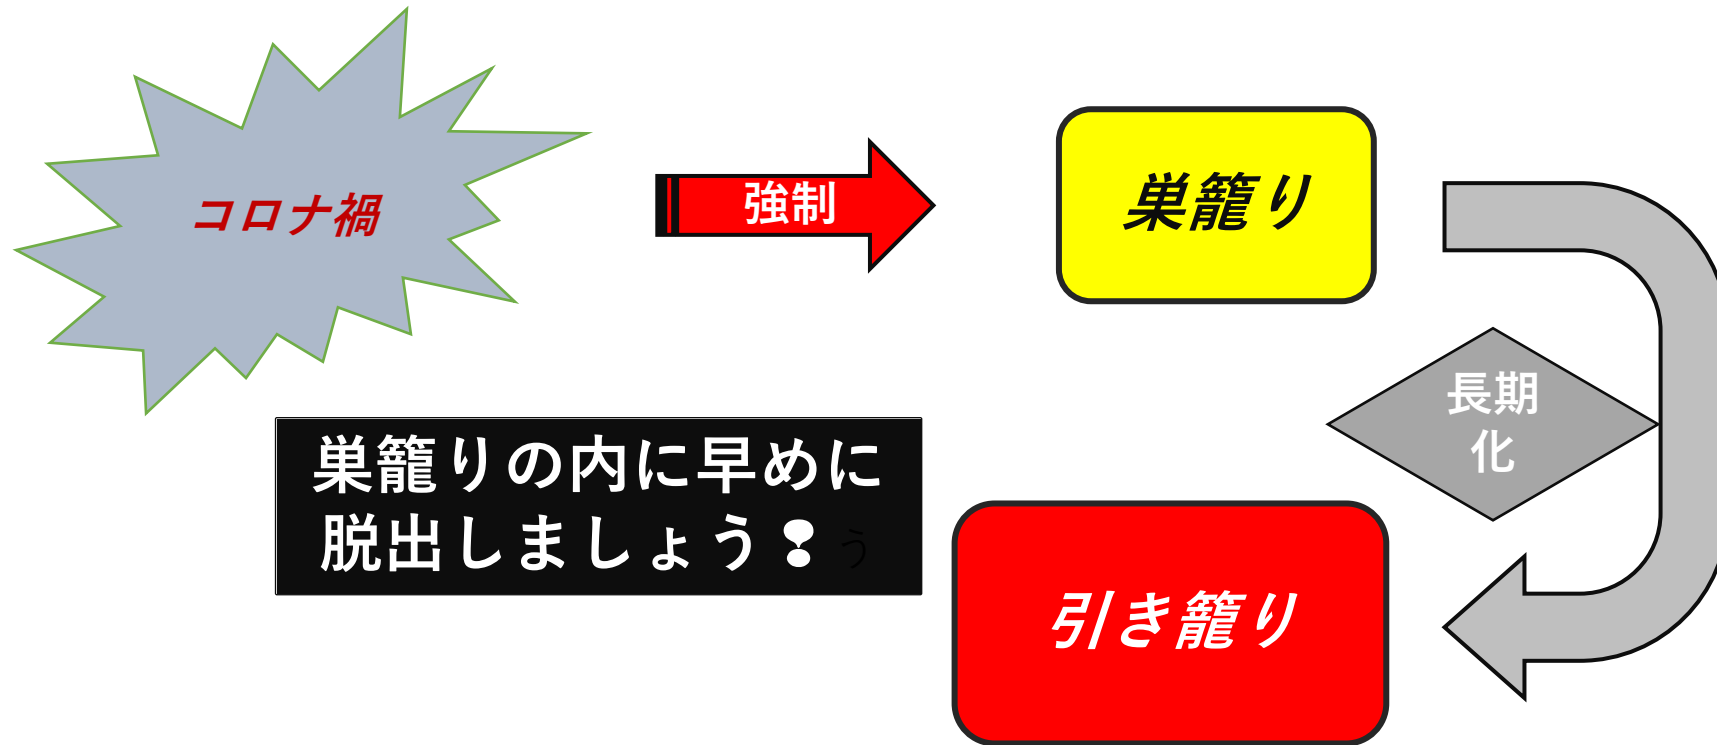 コロナ禍
強制
巣籠り
長期
化
巣籠りの内に早めに
脱出しましょう❢う
引き籠り